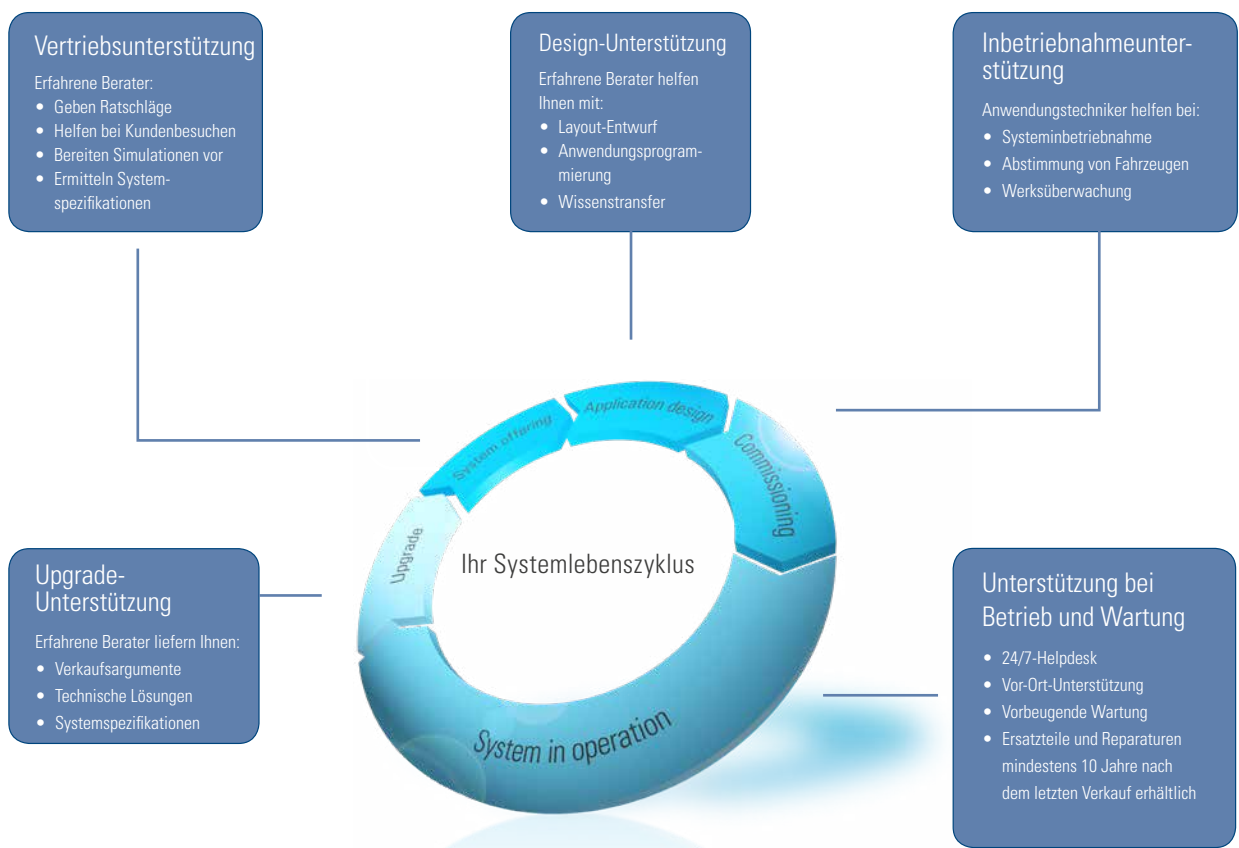 Vertriebsunterstützung
Erfahrene Berater:
• Geben Ratschläge
• Helfen bei Kundenbesuchen
• Bereiten Simulationen vor
• Ermitteln System-
spezifikationen
Design-Unterstützung
Erfahrene Berater helfen
Ihnen mit:
• Layout-Entwurf
• Anwendungsprogram-
mierung
• Wissenstransfer
Inbetriebnahmeunter-
stützung
Anwendungstechniker helfen bei:
• Systeminbetriebnahme
• Abstimmung von Fahrzeugen
• Werksüberwachung
System offering
Application design
Commissioning
Upgrade
Ihr Systemlebenszyklus
System in operation
Upgrade-
Unterstützung
Erfahrene Berater liefern Ihnen:
• Verkaufsargumente
• Technische Lösungen
• Systemspezifikationen
Unterstützung bei
Betrieb und Wartung
• 24/7-Helpdesk
• Vor-Ort-Unterstützung
• Vorbeugende Wartung
• Ersatzteile und Reparaturen
mindestens 10 Jahre nach
dem letzten Verkauf erhältlich